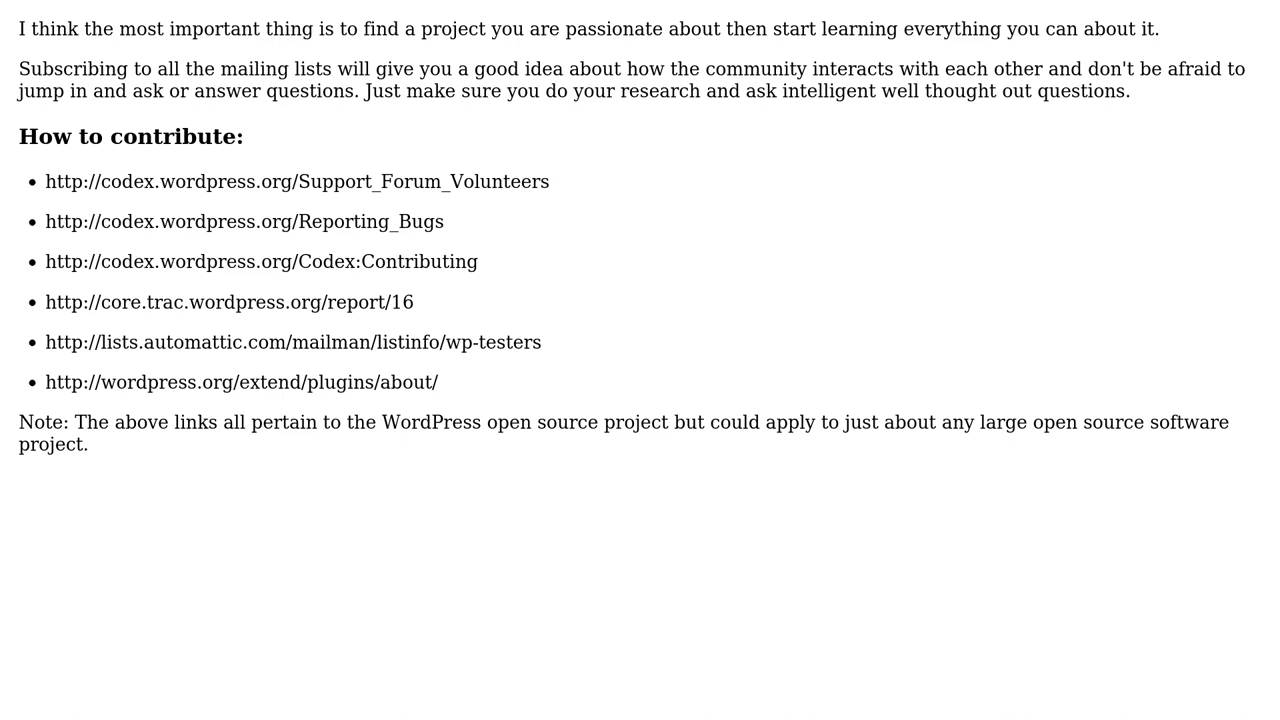 I think the most important thing is to find a project you are passionate about then start learning everything you can about it.
Subscribing to all the mailing lists will give you a good idea about how the community interacts with each other and don't be afraid to
jump in and ask or answer questions. Just make sure you do your research and ask intelligent well thought out questions.
How to contribute:
• http://codex.wordpress.org/Support_Forum_Volunteers
• http://codex.wordpress.org/Reporting_Bugs
• http://codex.wordpress.org/Codex:Contributing
• http://core.trac.wordpress.org/report/16
• http://lists.automattic.com/mailman/listinfo/wp-testers
• http://wordpress.org/extend/plugins/about/
Note: The above links all pertain to the WordPress open source project but could apply to just about any large open source software
project.